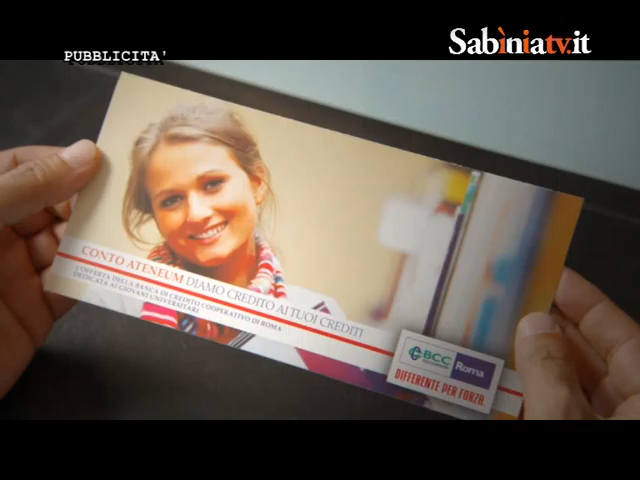 PUBBLICITA'
Sabìniatv.it
CONTO ATENEUM DIAMO CREDITO AI TUOI CREDITI
L'OFFERTA DELLA BANCA DI CREDITO COOPERATIVO DI ROMA
DEDICATA AI GIOVANI UNIVERSITARI
BCC Roma
DIFFERENTE PER FORZA.